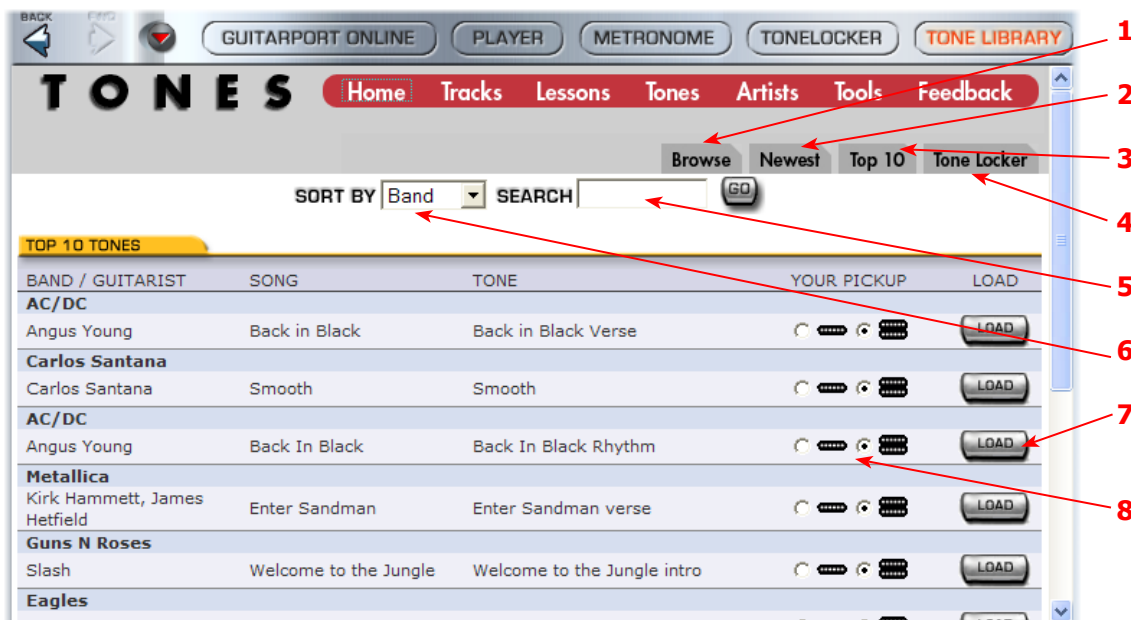 BACK FWD
GUITARPORT ONLINE PLAYER METRONOME TONELOCKER TONE LIBRARY 1
TONES Home Tracks Lessons Tones Artists Tools Feedback 2
Browse Newest Top 10 Tone Locker 3
SORT BY Band SEARCH GO
4
TOP 10 TONES
BAND / GUITARIST SONG TONE YOUR PICKUP LOAD 5
AC/DC
Angus Young Back in Black Back in Black Verse LOAD
Carlos Santana 6
Carlos Santana Smooth Smooth LOAD
AC/DC 7
Angus Young Back In Black Back In Black Rhythm LOAD
Metallica
Kirk Hammett, James
Hetfield Enter Sandman Enter Sandman verse LOAD 8
Guns N Roses
Slash Welcome to the Jungle Welcome to the Jungle intro LOAD
Eagles
LOAD